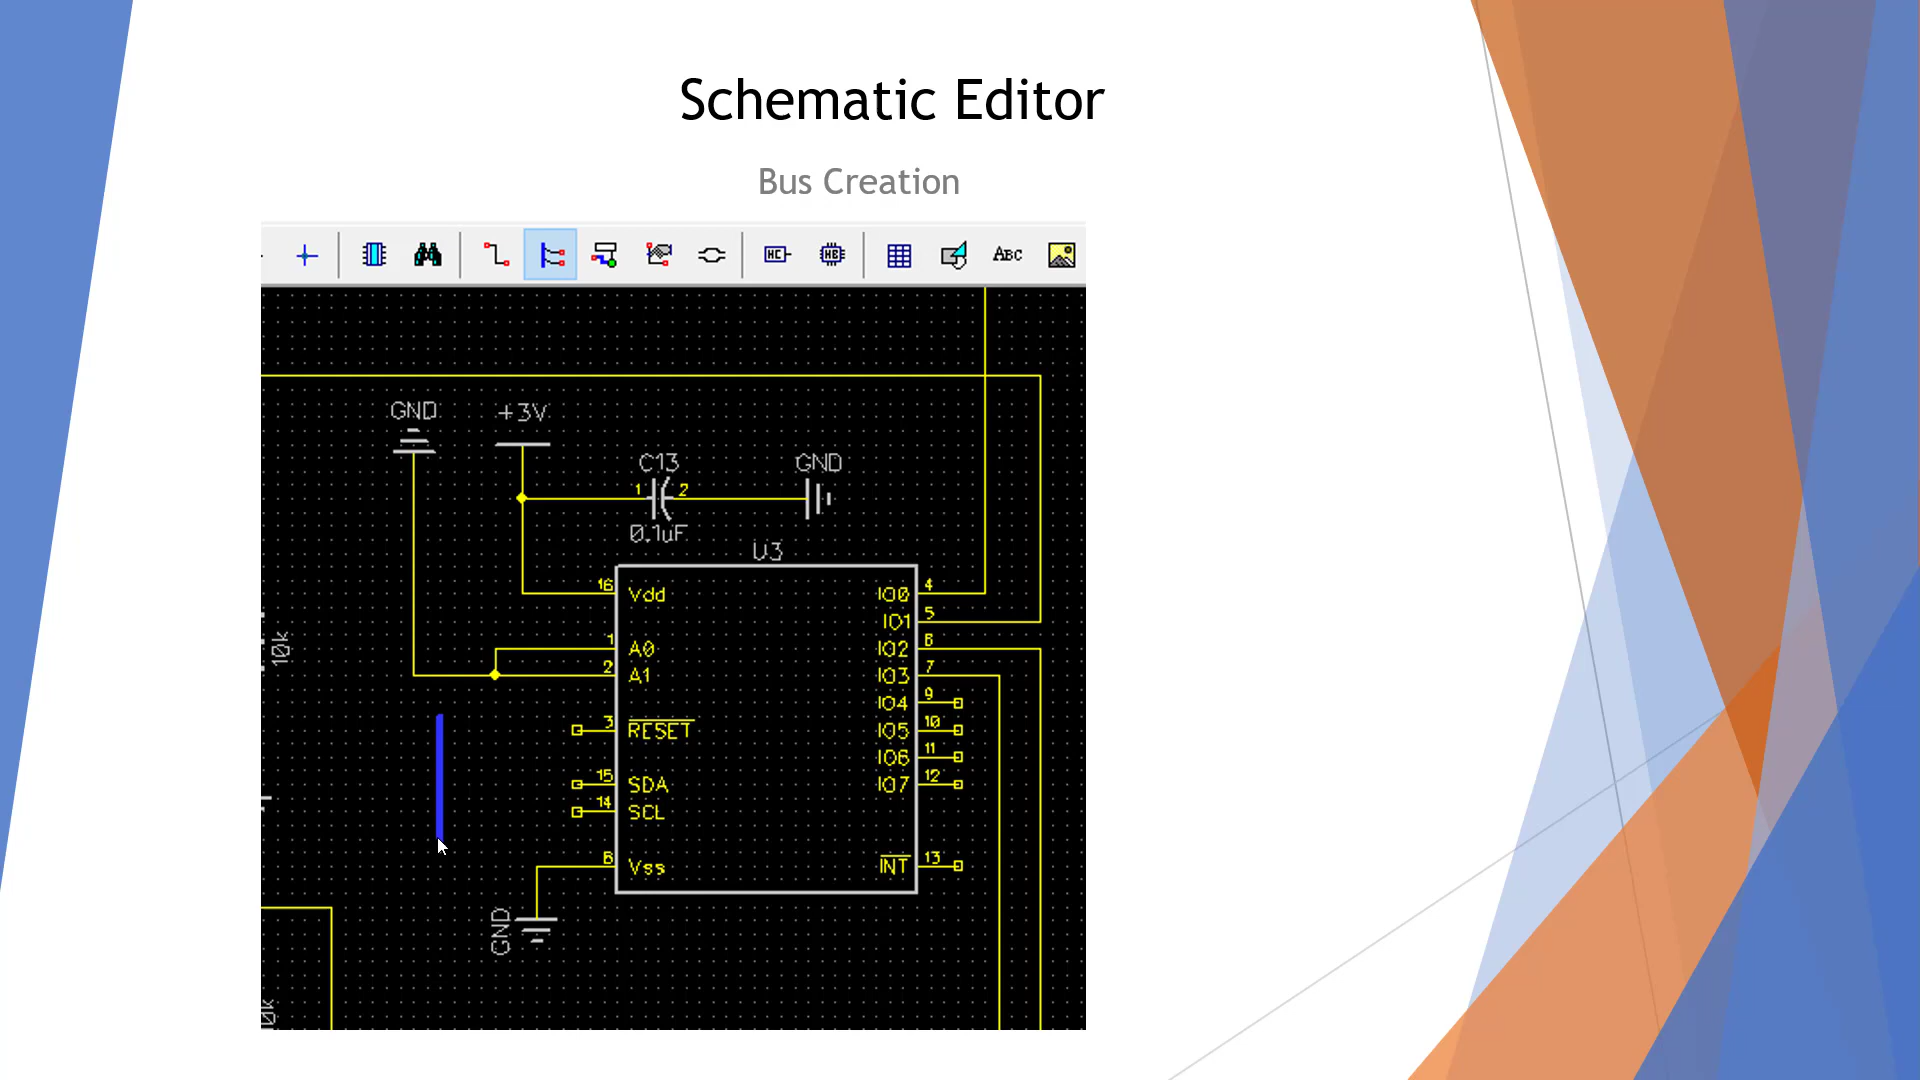 Schematic Editor
Bus Creation
HC HB ABC
GND +3V
C13 GND
1 2
0.1uF
U3
16 Vdd IO0 4
IO1 5
1 A0 IO2 6
2 A1 IO3 7
IO4 9
3 RESET IO5 10
IO6 11
15 SDA IO7 12
14 SCL
Vss INT 13
GND
10k